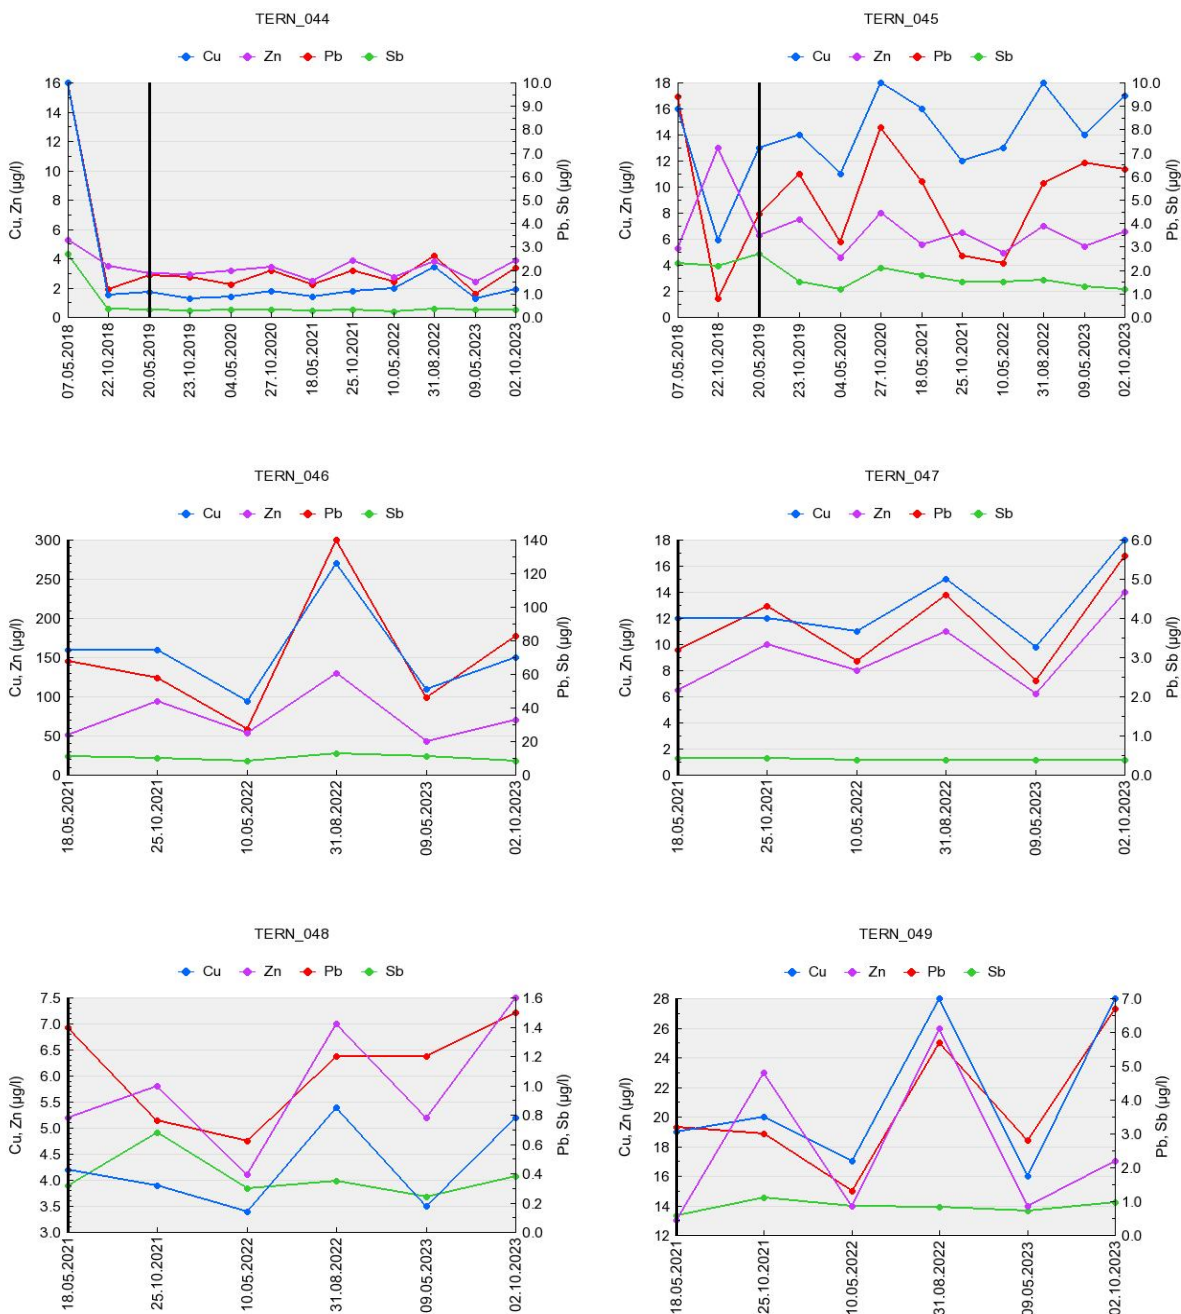 TERN_044
Cu Zn Pb Sb
16 14 12 10 8 6 4 2 0
Cu, Zn (µg/l)
10.0 9.0 8.0 7.0 6.0 5.0 4.0 3.0 2.0 1.0 0.0
Pb, Sb (µg/l)
07.05.2018 22.10.2018 20.05.2019 23.10.2019 04.05.2020 27.10.2020 18.05.2021 25.10.2021 10.05.2022 31.08.2022 09.05.2023 02.10.2023
TERN_045
Cu Zn Pb Sb
18 16 14 12 10 8 6 4 2 0
Cu, Zn (µg/l)
10.0 9.0 8.0 7.0 6.0 5.0 4.0 3.0 2.0 1.0 0.0
Pb, Sb (µg/l)
07.05.2018 22.10.2018 20.05.2019 23.10.2019 04.05.2020 27.10.2020 18.05.2021 25.10.2021 10.05.2022 31.08.2022 09.05.2023 02.10.2023
TERN_046
Cu Zn Pb Sb
300 250 200 150 100 50 0
Cu, Zn (µg/l)
140 120 100 80 60 40 20 0
Pb, Sb (µg/l)
18.05.2021 25.10.2021 10.05.2022 31.08.2022 09.05.2023 02.10.2023
TERN_047
Cu Zn Pb Sb
18 16 14 12 10 8 6 4 2 0
Cu, Zn (µg/l)
6.0 5.0 4.0 3.0 2.0 1.0 0.0
Pb, Sb (µg/l)
18.05.2021 25.10.2021 10.05.2022 31.08.2022 09.05.2023 02.10.2023
TERN_048
Cu Zn Pb Sb
7.5 7.0 6.5 6.0 5.5 5.0 4.5 4.0 3.5 3.0
Cu, Zn (µg/l)
1.6 1.4 1.2 1.0 0.8 0.6 0.4 0.2 0.0
Pb, Sb (µg/l)
18.05.2021 25.10.2021 10.05.2022 31.08.2022 09.05.2023 02.10.2023
TERN_049
Cu Zn Pb Sb
28 26 24 22 20 18 16 14 12
Cu, Zn (µg/l)
7.0 6.0 5.0 4.0 3.0 2.0 1.0 0.0
Pb, Sb (µg/l)
18.05.2021 25.10.2021 10.05.2022 31.08.2022 09.05.2023 02.10.2023